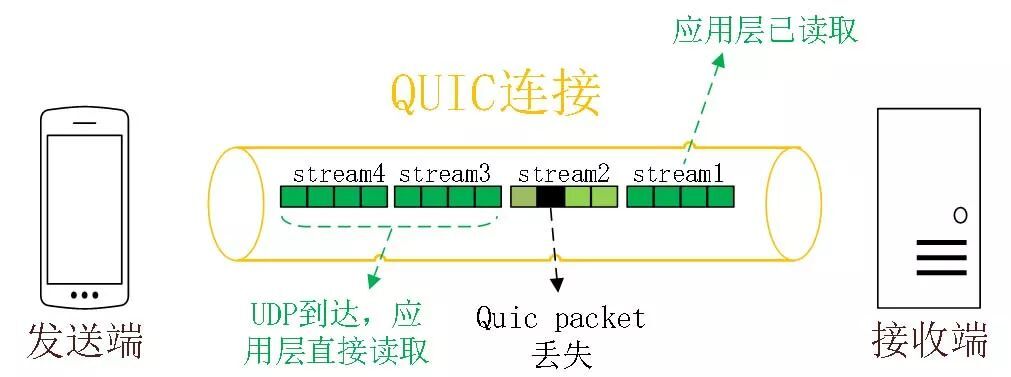 应用层已读取
QUIC连接
stream4 stream3 stream2 stream1
UDP到达，应
用层直接读取
Quic packet
丢失
发送端
接收端